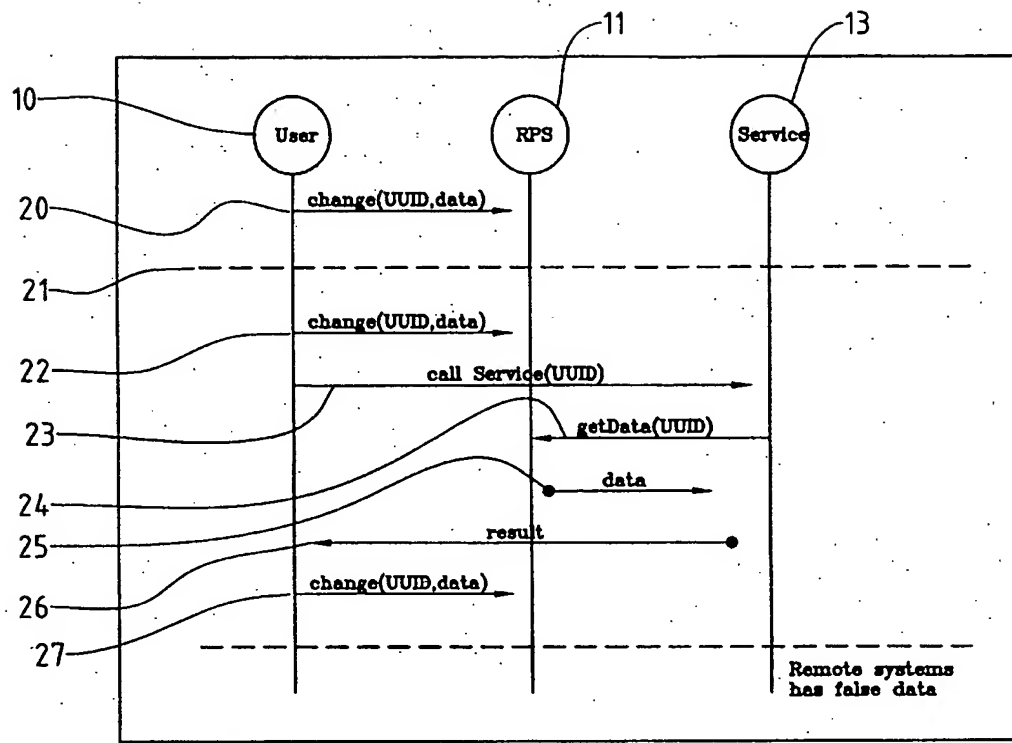 11
13
10
User
RPS
Service
20
change(UUID,data)
21
22
change(UUID,data)
call Service(UUID)
23
getData(UUID)
24
data
25
result
26
change(UUID,data)
27
Remote systems
has false data